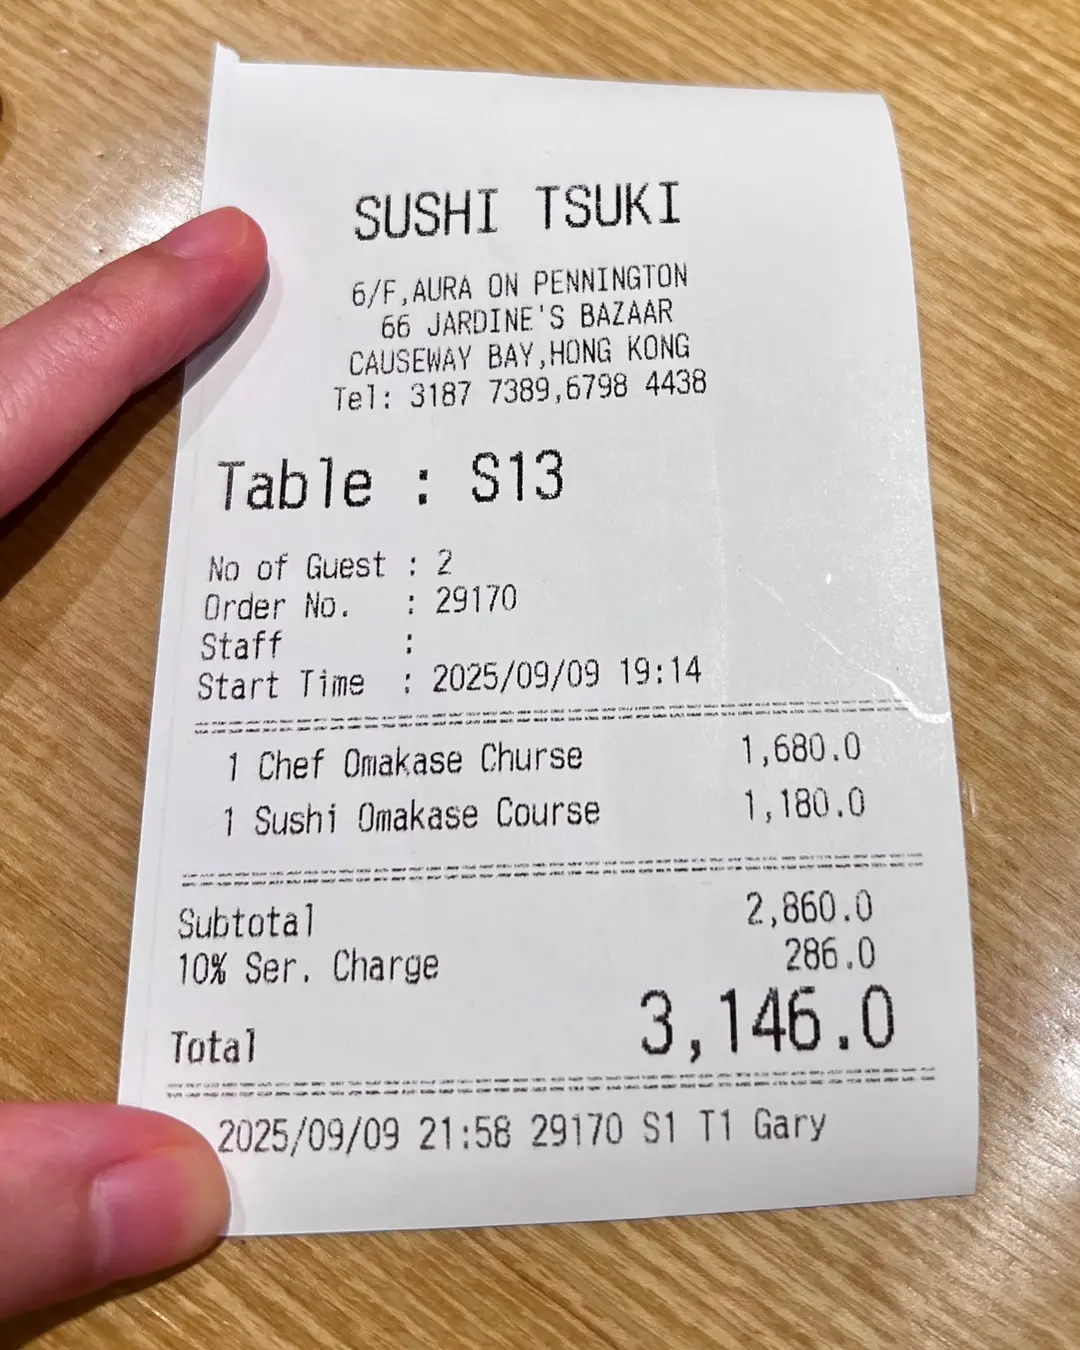 SUSHI TSUKI
6/F,AURA ON PENNINGTON
66 JARDINE'S BAZAAR
CAUSEWAY BAY,HONG KONG
Tel: 3187 7389,6798 4438
Table : S13
No of Guest : 2
Order No. : 29170
Staff :
Start Time : 2025/09/09 19:14
1 Chef Omakase Churse 1,680.0
1 Sushi Omakase Course 1,180.0
Subtotal 2,860.0
10% Ser. Charge 286.0
Total 3,146.0
2025/09/09 21:58 29170 S1 T1 Gary